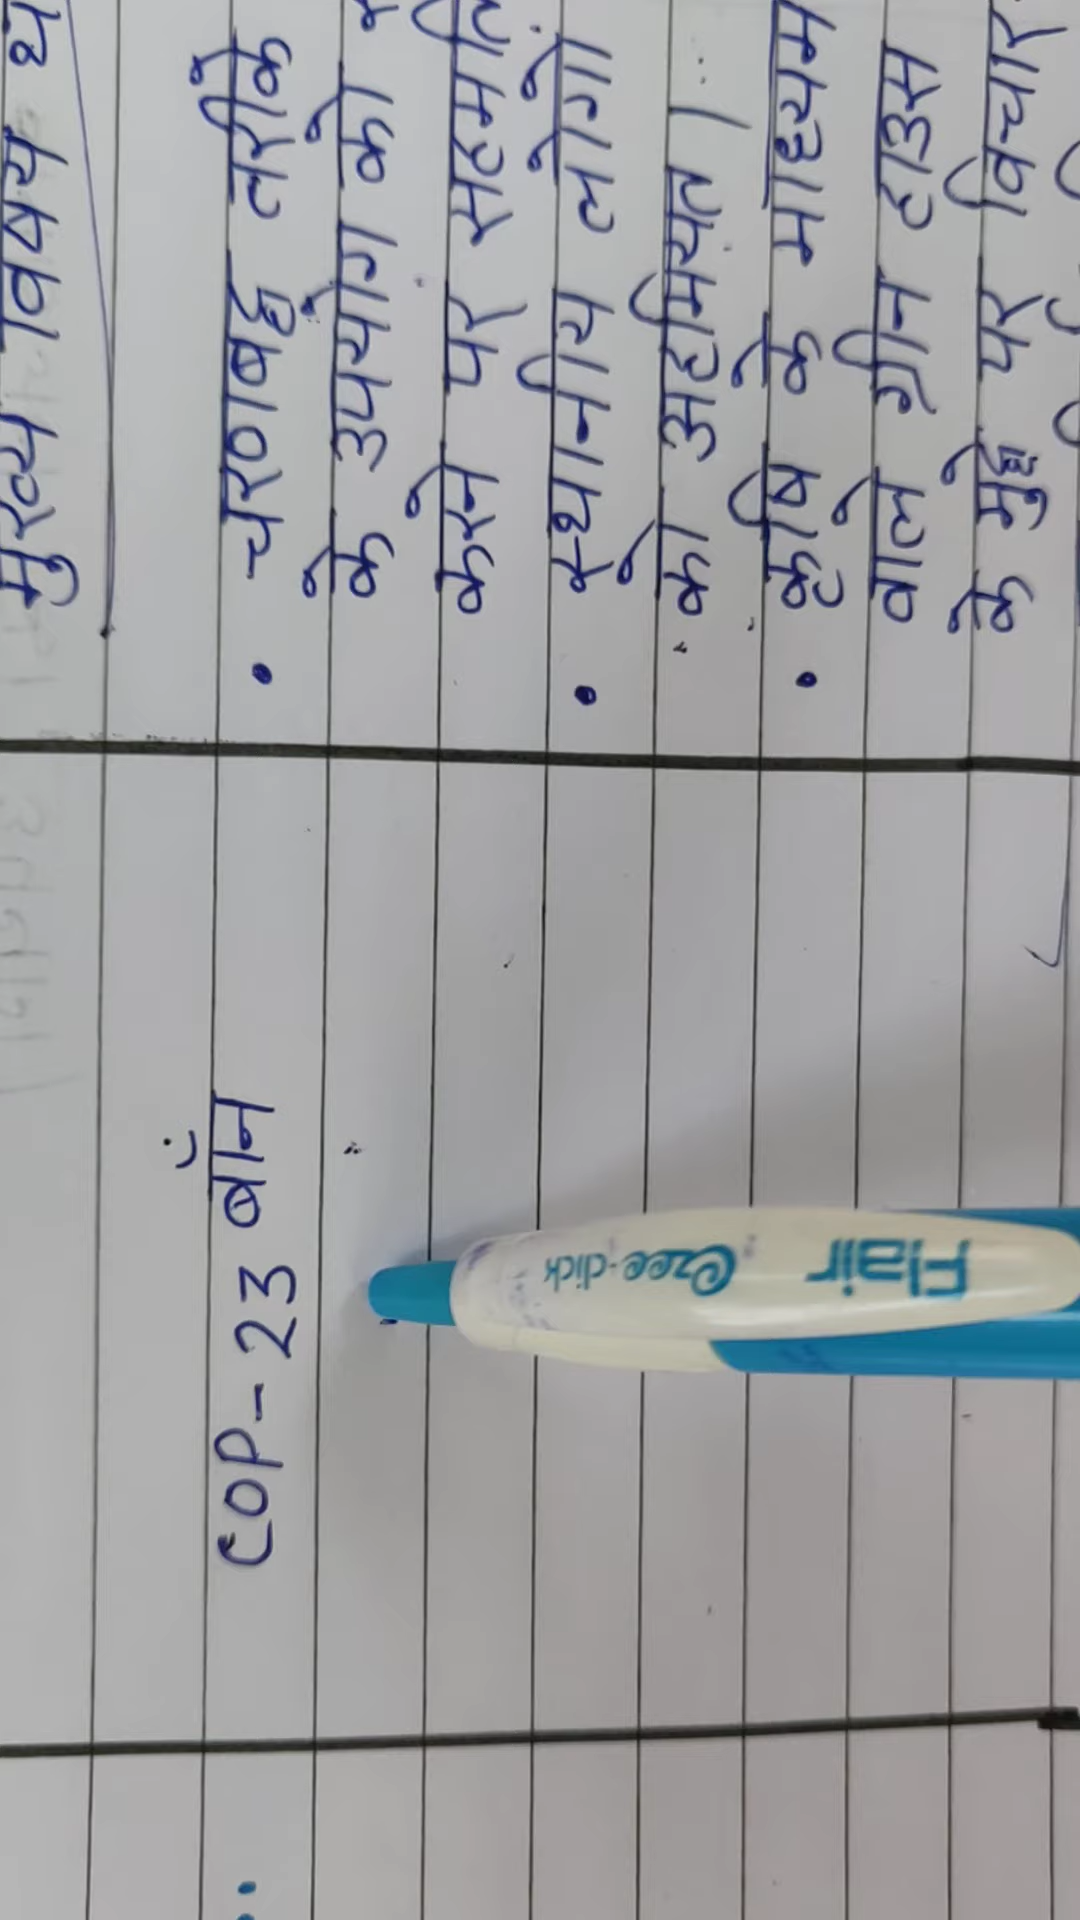 मुख्य विषय
• चरणबद्ध तरीके
के उपयोग को
करने पर सहमति
• स्थानीय लोगों
को अहमियत
• कृषि के माध्यम
वाले ग्रीन हाउस
के मुद्दे पर विचार
COP-23 बॉन
Flair
Ezee-click